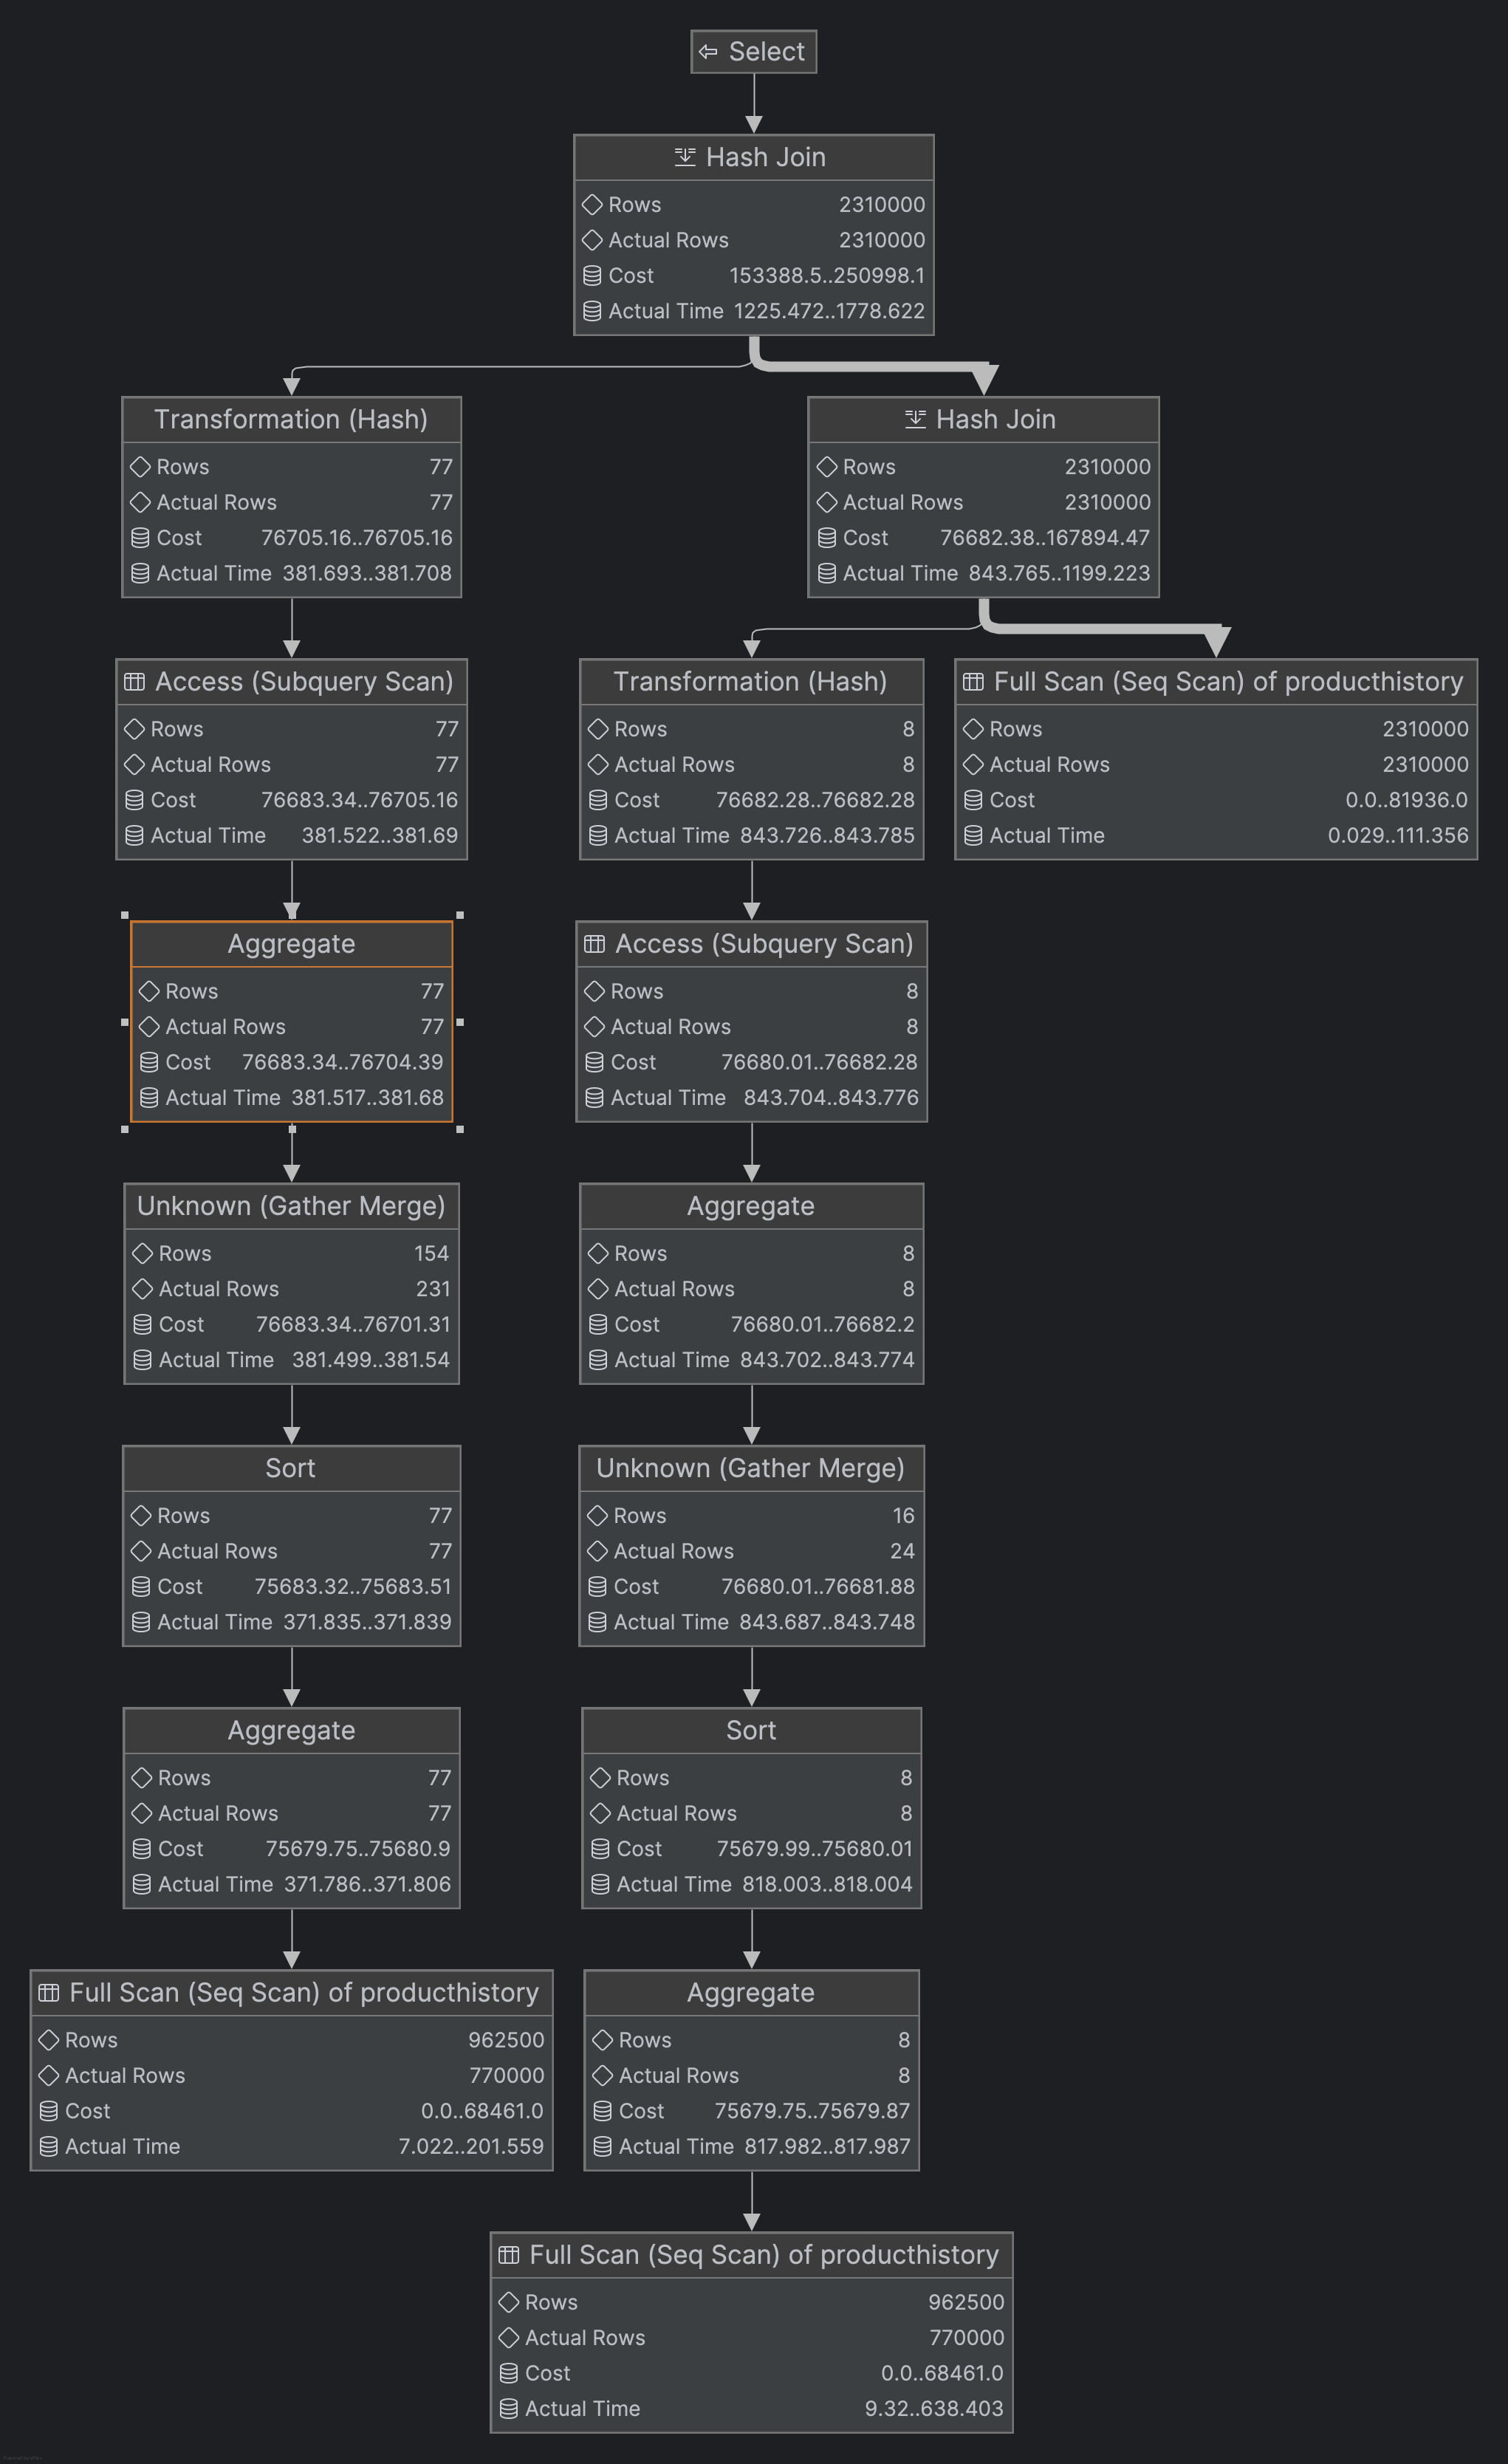 Select
Hash Join
Rows 2310000
Actual Rows 2310000
Cost 153388.5..250998.1
Actual Time 1225.472..1778.622
Transformation (Hash)
Rows 77
Actual Rows 77
Cost 76705.16..76705.16
Actual Time 381.693..381.708
Hash Join
Rows 2310000
Actual Rows 2310000
Cost 76682.38..167894.47
Actual Time 843.765..1199.223
Access (Subquery Scan)
Rows 77
Actual Rows 77
Cost 76683.34..76705.16
Actual Time 381.522..381.69
Transformation (Hash)
Rows 8
Actual Rows 8
Cost 76682.28..76682.28
Actual Time 843.726..843.785
Full Scan (Seq Scan) of producthistory
Rows 2310000
Actual Rows 2310000
Cost 0.0..81936.0
Actual Time 0.029..111.356
Aggregate
Rows 77
Actual Rows 77
Cost 76683.34..76704.39
Actual Time 381.517..381.68
Access (Subquery Scan)
Rows 8
Actual Rows 8
Cost 76680.01..76682.28
Actual Time 843.704..843.776
Unknown (Gather Merge)
Rows 154
Actual Rows 231
Cost 76683.34..76701.31
Actual Time 381.499..381.54
Aggregate
Rows 8
Actual Rows 8
Cost 76680.01..76682.2
Actual Time 843.702..843.774
Sort
Rows 77
Actual Rows 77
Cost 75683.32..75683.51
Actual Time 371.835..371.839
Unknown (Gather Merge)
Rows 16
Actual Rows 24
Cost 76680.01..76681.88
Actual Time 843.687..843.748
Aggregate
Rows 77
Actual Rows 77
Cost 75679.75..75680.9
Actual Time 371.786..371.806
Sort
Rows 8
Actual Rows 8
Cost 75679.99..75680.01
Actual Time 818.003..818.004
Full Scan (Seq Scan) of producthistory
Rows 962500
Actual Rows 770000
Cost 0.0..68461.0
Actual Time 7.022..201.559
Aggregate
Rows 8
Actual Rows 8
Cost 75679.75..75679.87
Actual Time 817.982..817.987
Full Scan (Seq Scan) of producthistory
Rows 962500
Actual Rows 770000
Cost 0.0..68461.0
Actual Time 9.32..638.403